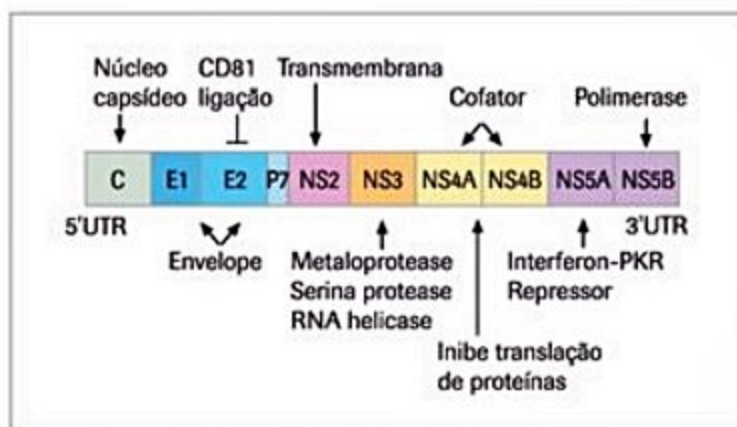 Núcleo
capsídeo
CD81
ligação
Transmembrana
Cofator
Polimerase
C E1 E2 P7 NS2 NS3 NS4A NS4B NS5A NS5B
5'UTR
3'UTR
Envelope
Metaloprotease
Serina protease
RNA helicase
Interferon-PKR
Repressor
Inibe translação
de proteínas